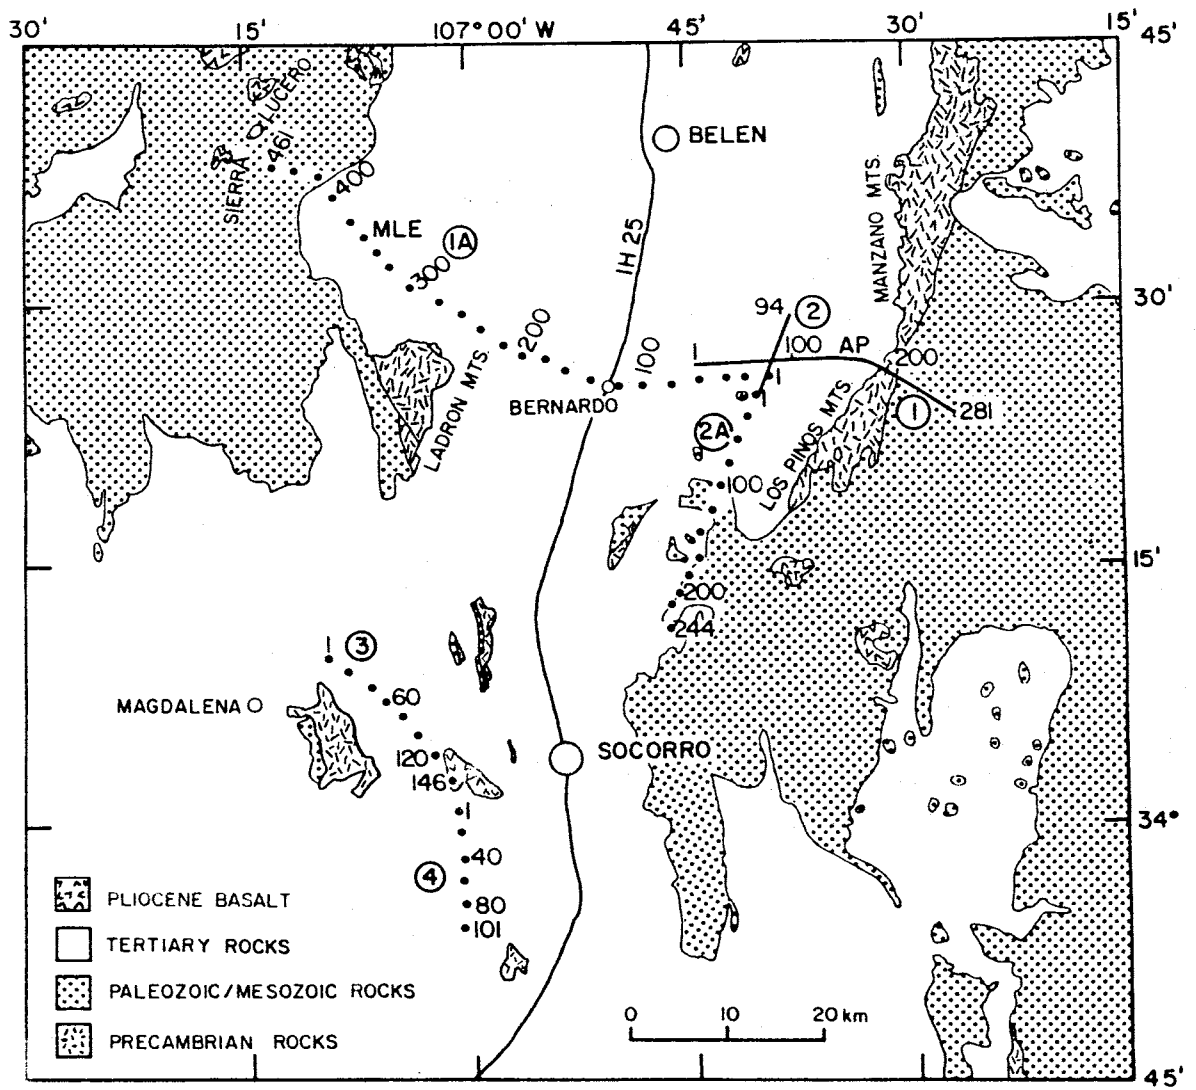 30'
15'
107° 00' W
45'
30'
15'
45'
BELEN
SIERRA LUCERO
461
400
MLE
1A
300
IH 25
MANZANO MTS.
30'
94
2
200
100
1
100
AP
200
LADRON MTS.
BERNARDO
1
1
281
1
2A
LOS PINOS MTS.
100
15'
200
244
1
3
MAGDALENA
60
SOCORRO
120
146
1
34°
40
4
80
101
PLIOCENE BASALT
TERTIARY ROCKS
PALEOZOIC/MESOZOIC ROCKS
PRECAMBRIAN ROCKS
0 10 20 km
45'